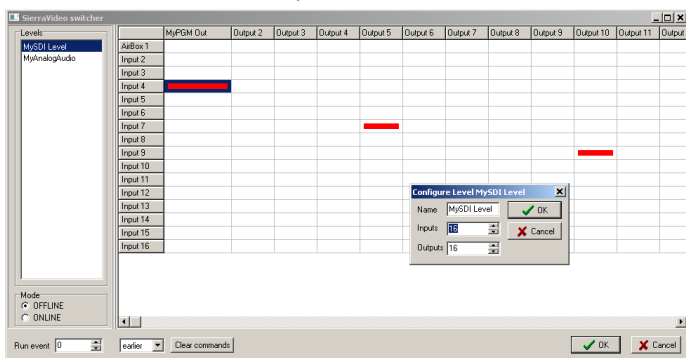 SierraVideo switcher
Levels
MySDI Level
MyAnalogAudio
MyPGM Out Output 2 Output 3 Output 4 Output 5 Output 6 Output 7 Output 8 Output 9 Output 10 Output 11 Output
AirBox 1
Input 2
Input 3
Input 4
Input 5
Input 6
Input 7
Input 8
Input 9
Input 10
Input 11
Input 12
Input 13
Input 14
Input 15
Input 16
Configure Level MySDI Level
Name MySDI Level OK
Inputs 16 Cancel
Outputs 16
Mode
OFFLINE
ONLINE
Run event 0 earlier Clear commands OK Cancel